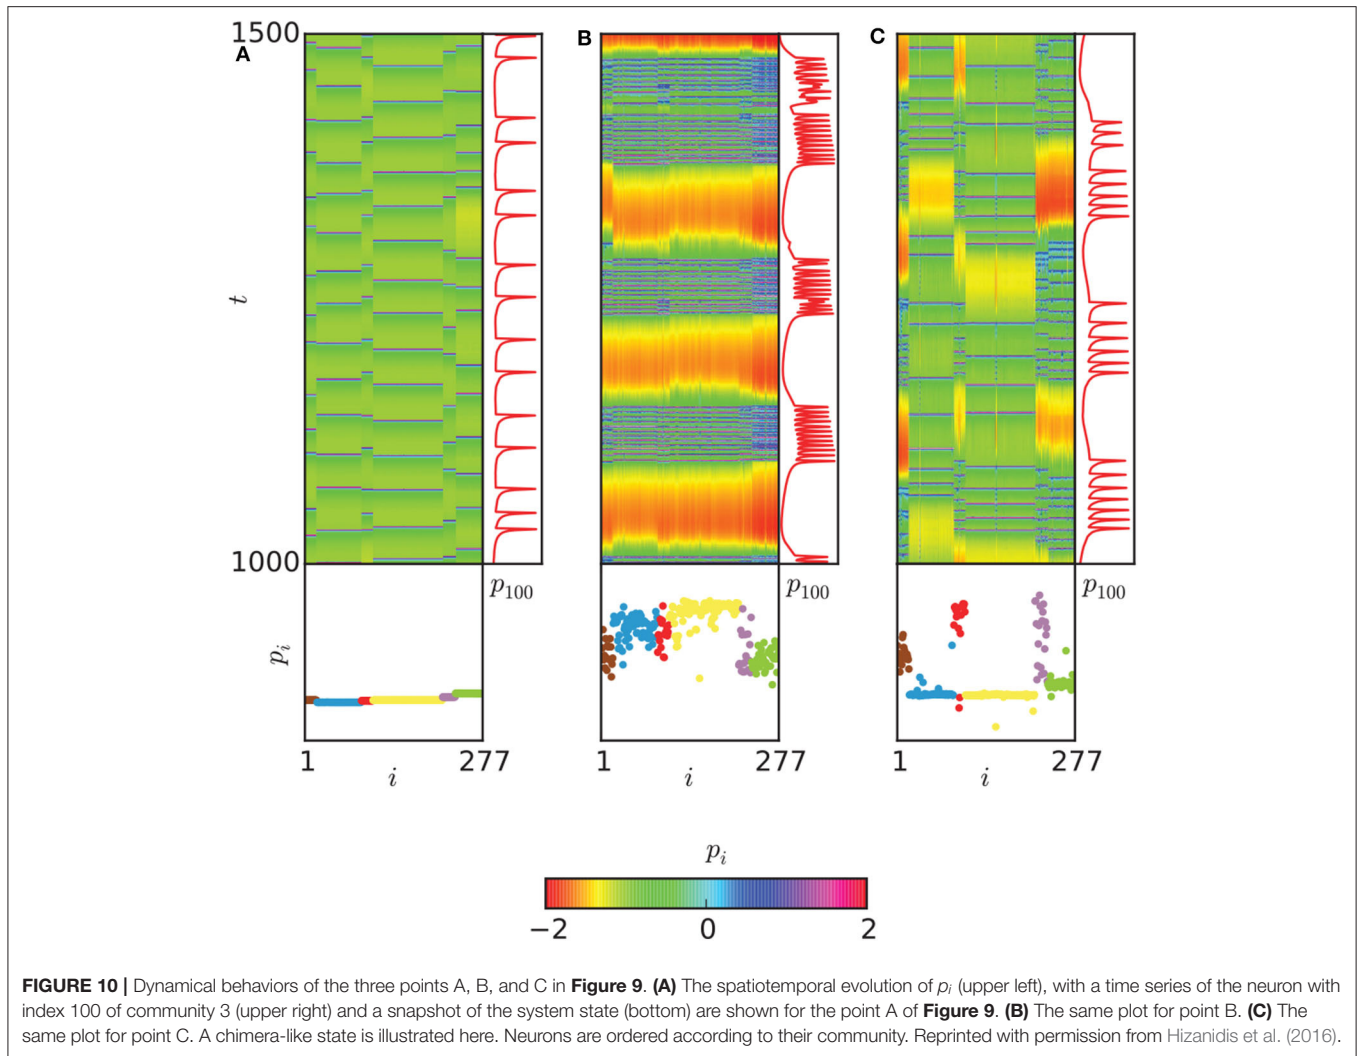 1500
A
B
C
t
1000
p100
p100
p100
pi
1
277
1
277
1
277
i
i
i
pi
−2
0
2
FIGURE 10 | Dynamical behaviors of the three points A, B, and C in Figure 9. (A) The spatiotemporal evolution of pi (upper left), with a time series of the neuron with
index 100 of community 3 (upper right) and a snapshot of the system state (bottom) are shown for the point A of Figure 9. (B) The same plot for point B. (C) The
same plot for point C. A chimera-like state is illustrated here. Neurons are ordered according to their community. Reprinted with permission from Hizanidis et al. (2016).